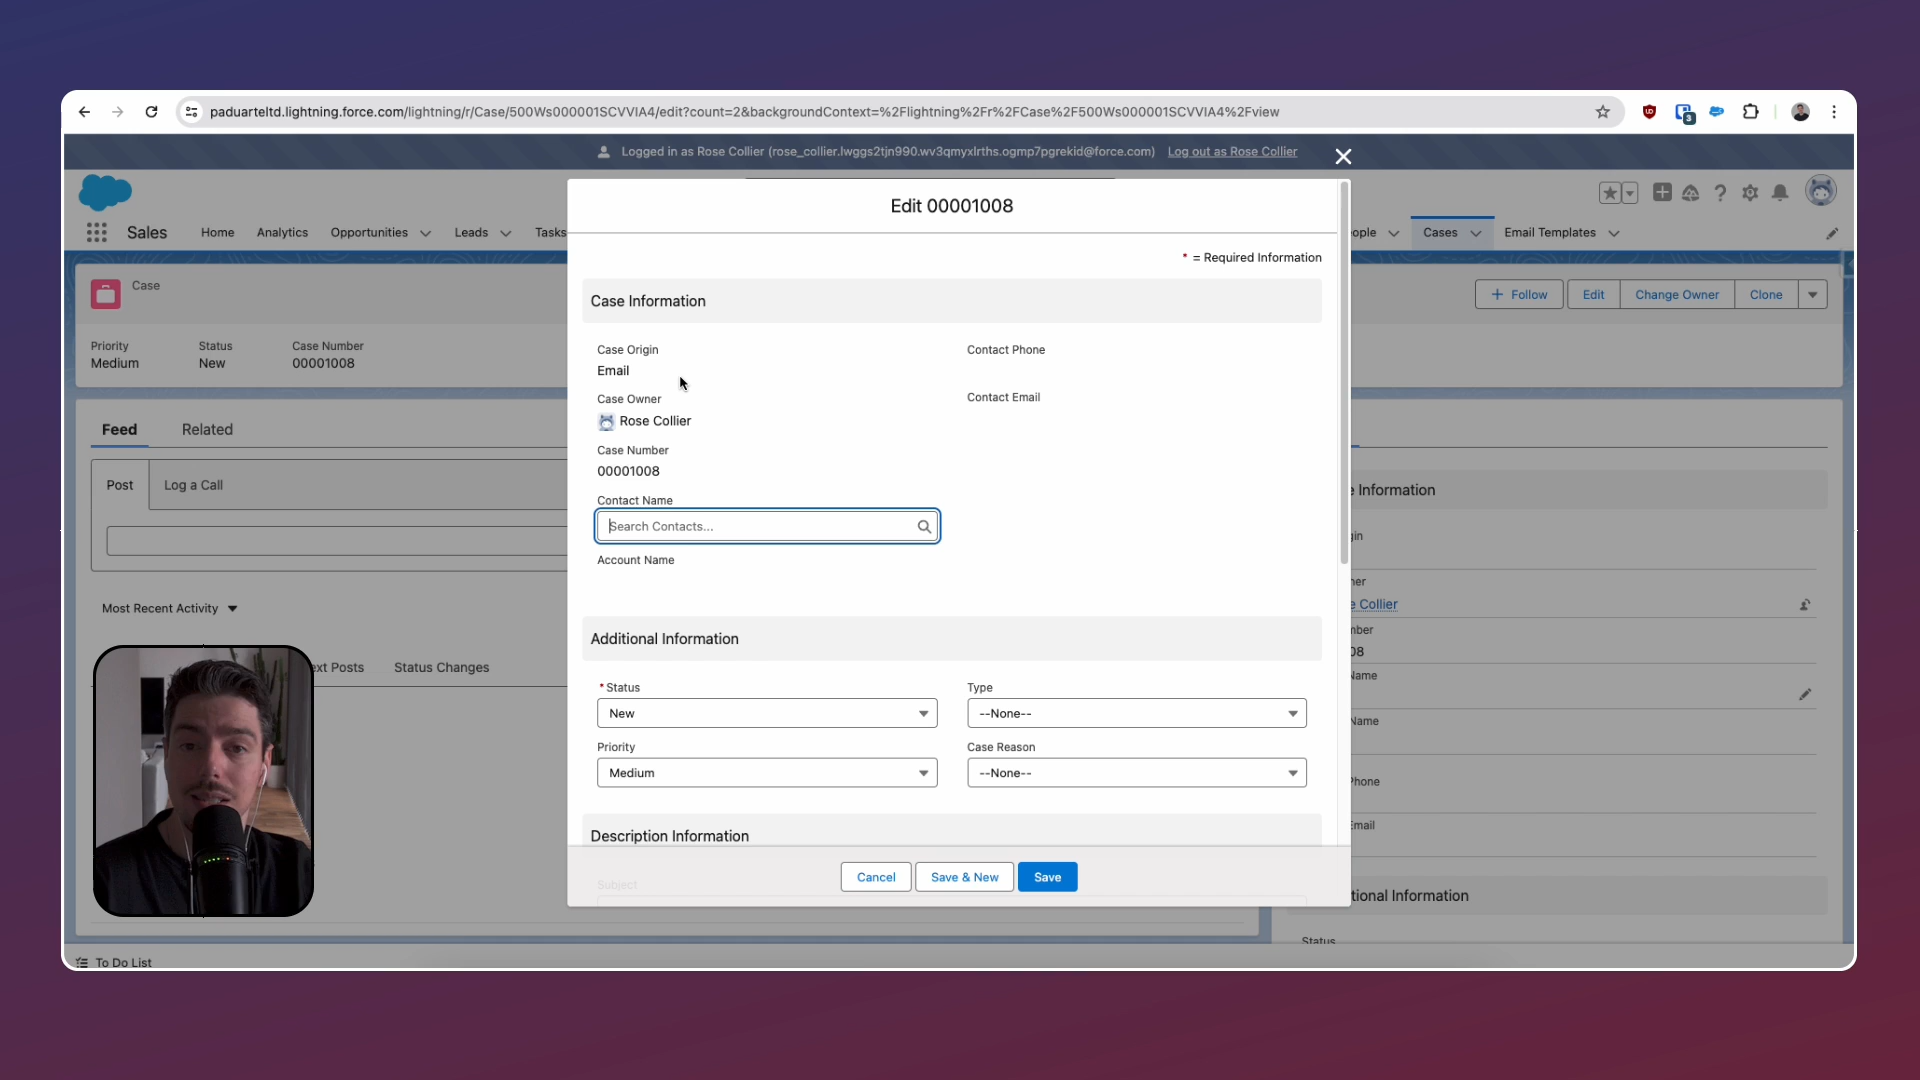 paduarteltd.lightning.force.com/lightning/r/Case/500Ws000001SCVVIA4/edit?count=2&backgroundContext=%2Flightning%2Fr%2FCase%2F500Ws000001SCVVIA4%2Fview
3
Logged in as Rose Collier (rose_collier.lwggs2tjn990.wv3qmyxlrths.ogmp7pgrekid@force.com) Log out as Rose Collier
Sales
Home
Analytics
Opportunities
Leads
Tasks
ople
Cases
Email Templates
Case
+ Follow
Edit
Change Owner
Clone
Priority
Medium
Status
New
Case Number
00001008
Feed
Related
Post
Log a Call
Most Recent Activity
ext Posts
Status Changes
To Do List
Edit 00001008
* = Required Information
Case Information
Case Origin
Email
Contact Phone
Case Owner
Rose Collier
Contact Email
Case Number
00001008
Contact Name
Search Contacts...
Account Name
Additional Information
* Status
New
Type
--None--
Priority
Medium
Case Reason
--None--
Description Information
Subject
Cancel
Save & New
Save
e Information
gin
ner
e Collier
mber
08
Name
Name
Phone
Email
tional Information
Status